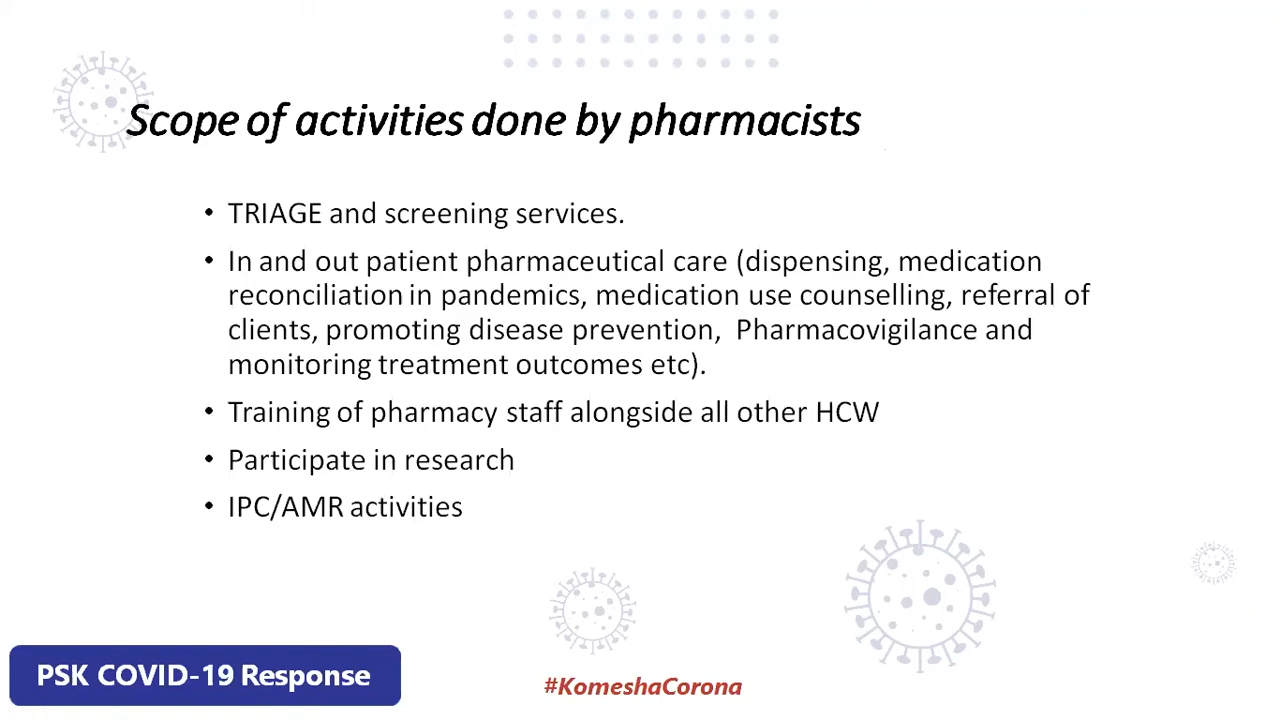 Scope of activities done by pharmacists
• TRIAGE and screening services.
• In and out patient pharmaceutical care (dispensing, medication
reconciliation in pandemics, medication use counselling, referral of
clients, promoting disease prevention,  Pharmacovigilance and
monitoring treatment outcomes etc).
• Training of pharmacy staff alongside all other HCW
• Participate in research
• IPC/AMR activities
PSK COVID-19 Response
#KomeshaCorona